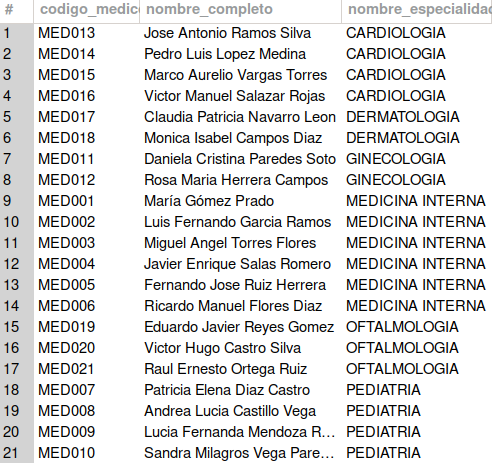 # codigo_medic nombre_completo nombre_especialidad
1 MED013 Jose Antonio Ramos Silva CARDIOLOGIA
2 MED014 Pedro Luis Lopez Medina CARDIOLOGIA
3 MED015 Marco Aurelio Vargas Torres CARDIOLOGIA
4 MED016 Victor Manuel Salazar Rojas CARDIOLOGIA
5 MED017 Claudia Patricia Navarro Leon DERMATOLOGIA
6 MED018 Monica Isabel Campos Diaz DERMATOLOGIA
7 MED011 Daniela Cristina Paredes Soto GINECOLOGIA
8 MED012 Rosa Maria Herrera Campos GINECOLOGIA
9 MED001 María Gómez Prado MEDICINA INTERNA
10 MED002 Luis Fernando Garcia Ramos MEDICINA INTERNA
11 MED003 Miguel Angel Torres Flores MEDICINA INTERNA
12 MED004 Javier Enrique Salas Romero MEDICINA INTERNA
13 MED005 Fernando Jose Ruiz Herrera MEDICINA INTERNA
14 MED006 Ricardo Manuel Flores Diaz MEDICINA INTERNA
15 MED019 Eduardo Javier Reyes Gomez OFTALMOLOGIA
16 MED020 Victor Hugo Castro Silva OFTALMOLOGIA
17 MED021 Raul Ernesto Ortega Ruiz OFTALMOLOGIA
18 MED007 Patricia Elena Diaz Castro PEDIATRIA
19 MED008 Andrea Lucia Castillo Vega PEDIATRIA
20 MED009 Lucia Fernanda Mendoza R... PEDIATRIA
21 MED010 Sandra Milagros Vega Pare... PEDIATRIA